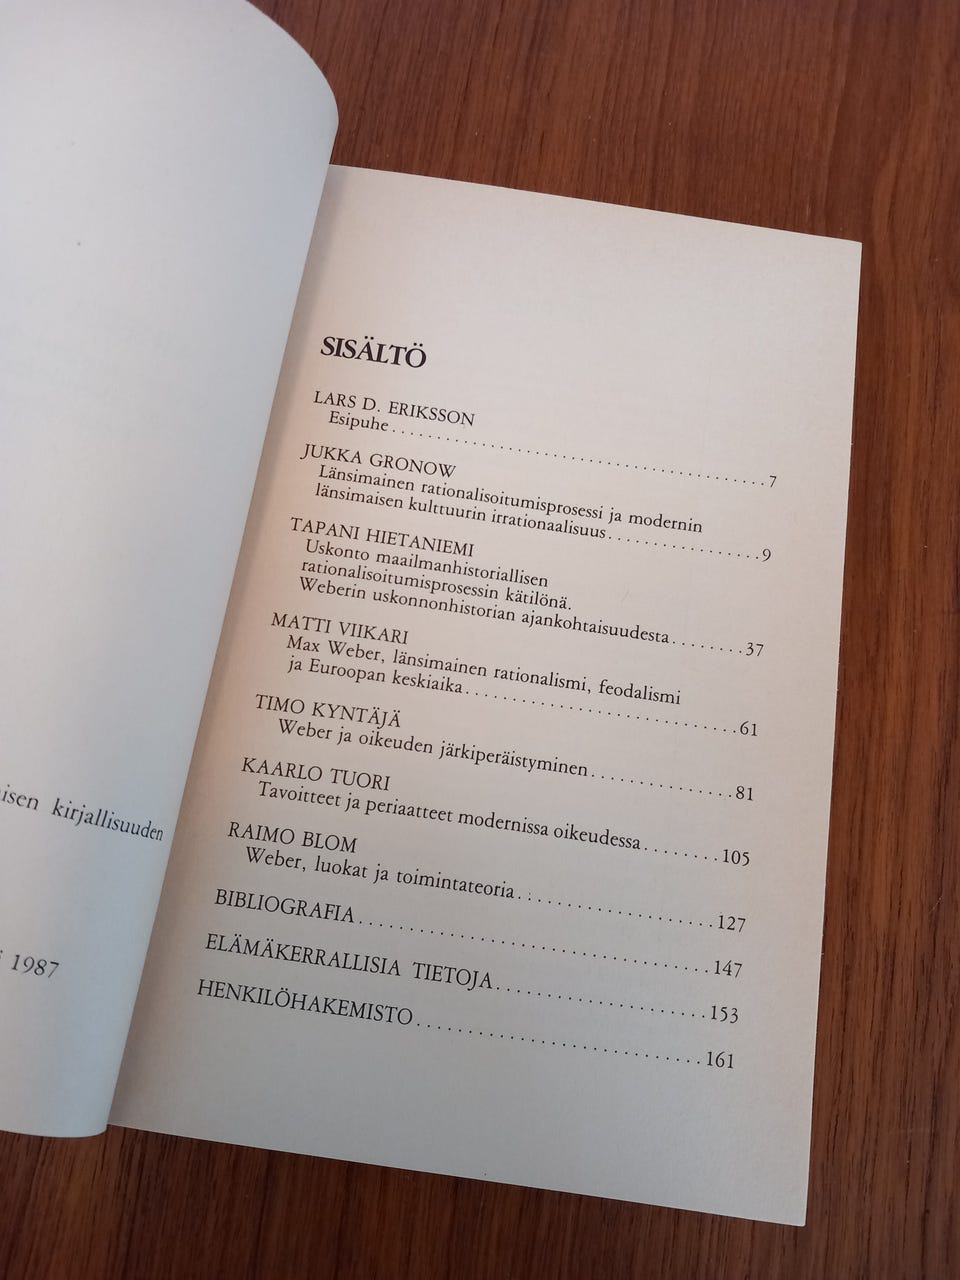 kirjallisuuden
1987
SISÄLTÖ
LARS D. ERIKSSON
Esipuhe........................................7
JUKKA GRONOW
Länsimainen rationalisoitumisprosessi ja modernin
länsimaisen kulttuurin irrationaalisuus................9
TAPANI HIETANIEMI
Uskonto maailmanhistoriallisen
rationalisoitumisprosessin kätilönä.
Weberin uskonnonhistorian ajankohtaisuudesta........37
MATTI VIIKARI
Max Weber, länsimainen rationalismi, feodalismi
ja Euroopan keskiaika.............................61
TIMO KYNTÄJÄ
Weber ja oikeuden järkiperäistyminen...............81
KAARLO TUORI
Tavoitteet ja periaatteet modernissa oikeudessa........105
RAIMO BLOM
Weber, luokat ja toimintateoria.....................127
BIBLIOGRAFIA....................................147
ELÄMÄKERRALLISIA TIETOJA......................153
HENKILÖHAKEMISTO.............................161